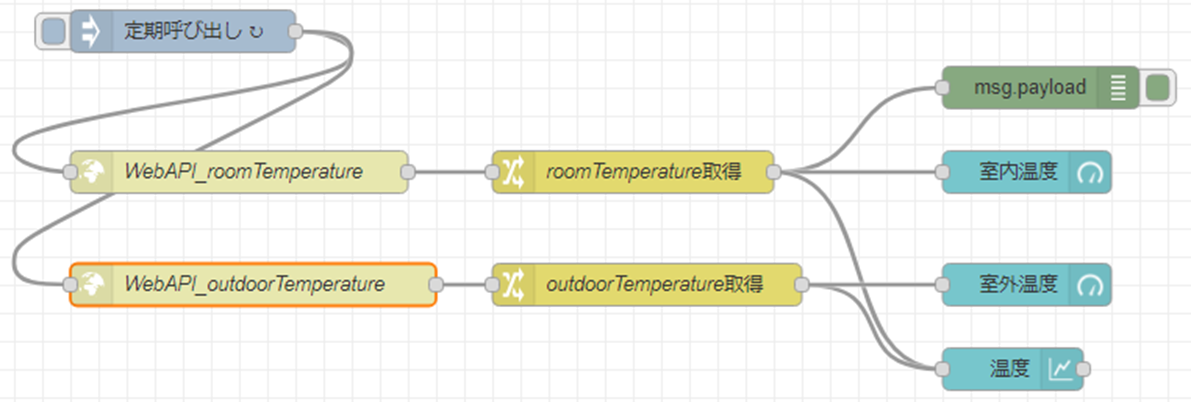 定期呼び出し ↻
msg.payload
WebAPI_roomTemperature
roomTemperature取得
室内温度
WebAPI_outdoorTemperature
outdoorTemperature取得
室外温度
温度